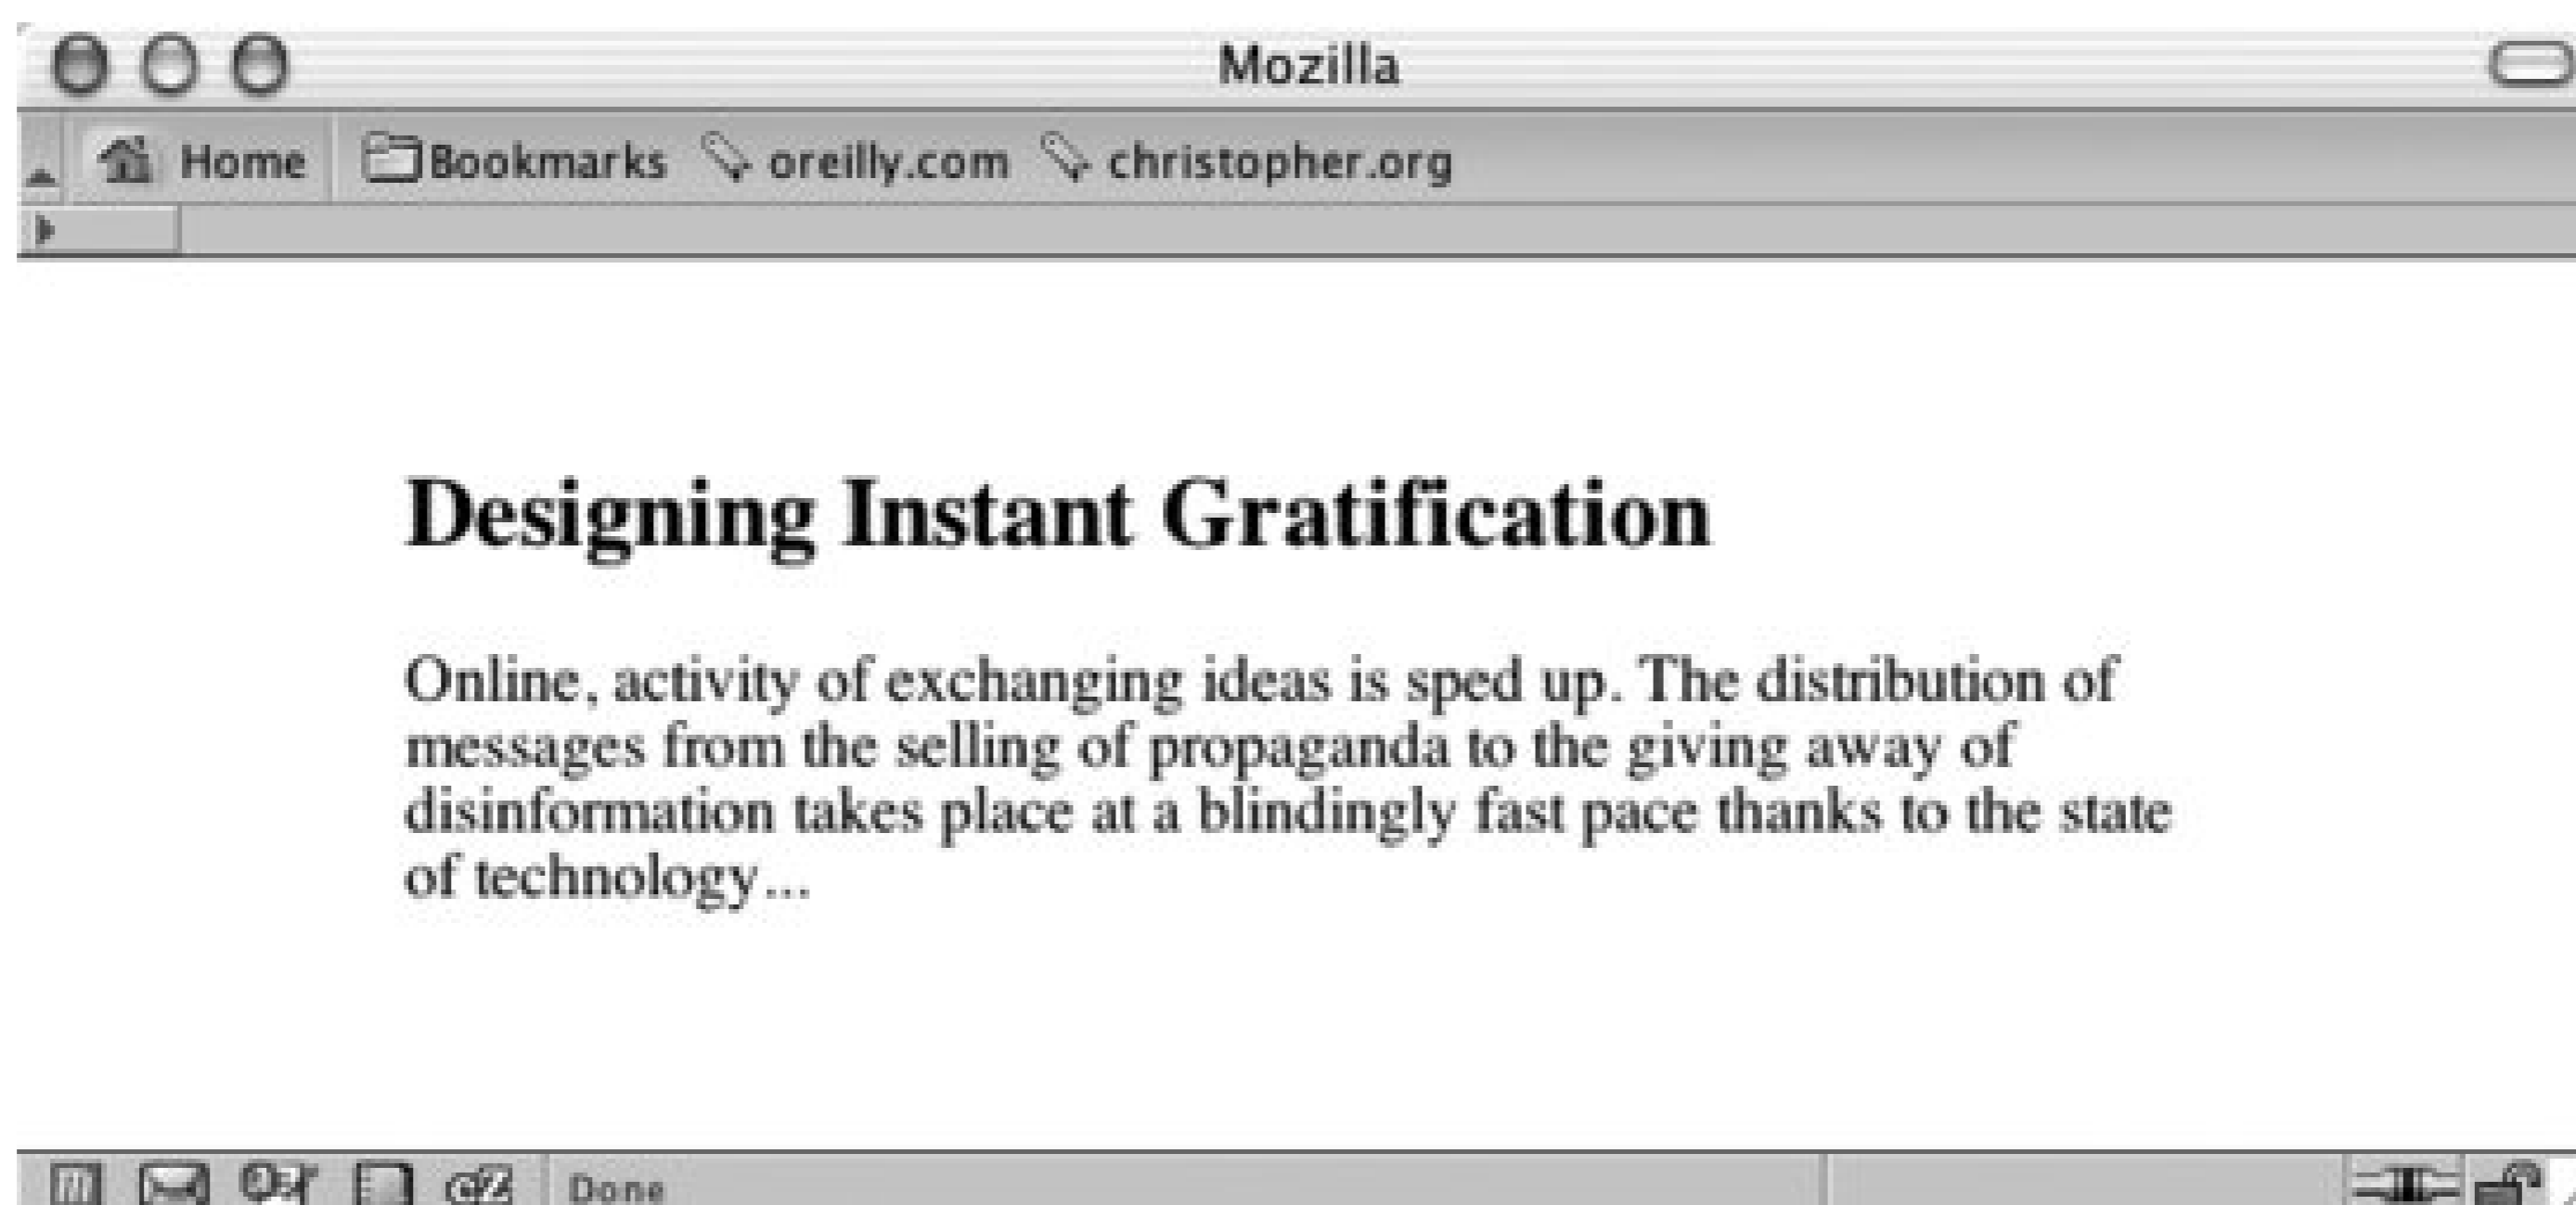 Mozilla
Home Bookmarks oreilly.com christopher.org
Designing Instant Gratification
Online, activity of exchanging ideas is sped up. The distribution of
messages from the selling of propaganda to the giving away of
disinformation takes place at a blindingly fast pace thanks to the state
of technology...
Done